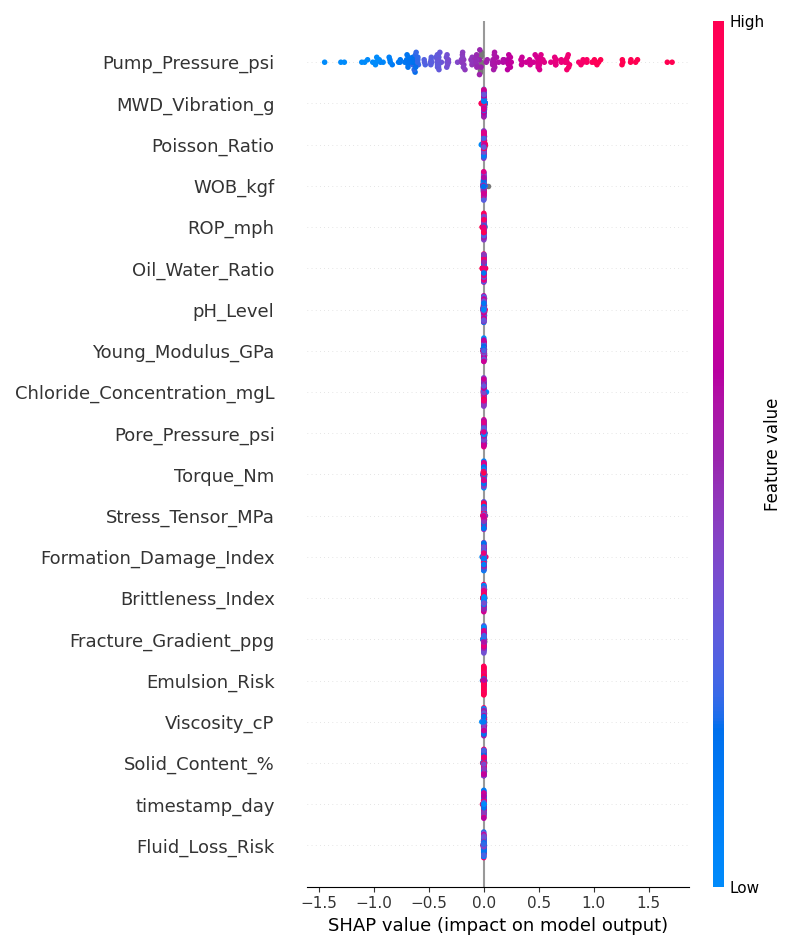 High
Pump_Pressure_psi
MWD_Vibration_g
Poisson_Ratio
WOB_kgf
ROP_mph
Oil_Water_Ratio
pH_Level
Young_Modulus_GPa
Chloride_Concentration_mgL
Pore_Pressure_psi
Torque_Nm
Stress_Tensor_MPa
Formation_Damage_Index
Brittleness_Index
Fracture_Gradient_ppg
Emulsion_Risk
Viscosity_cP
Solid_Content_%
timestamp_day
Fluid_Loss_Risk
Feature value
Low
−1.5 −1.0 −0.5 0.0 0.5 1.0 1.5
SHAP value (impact on model output)